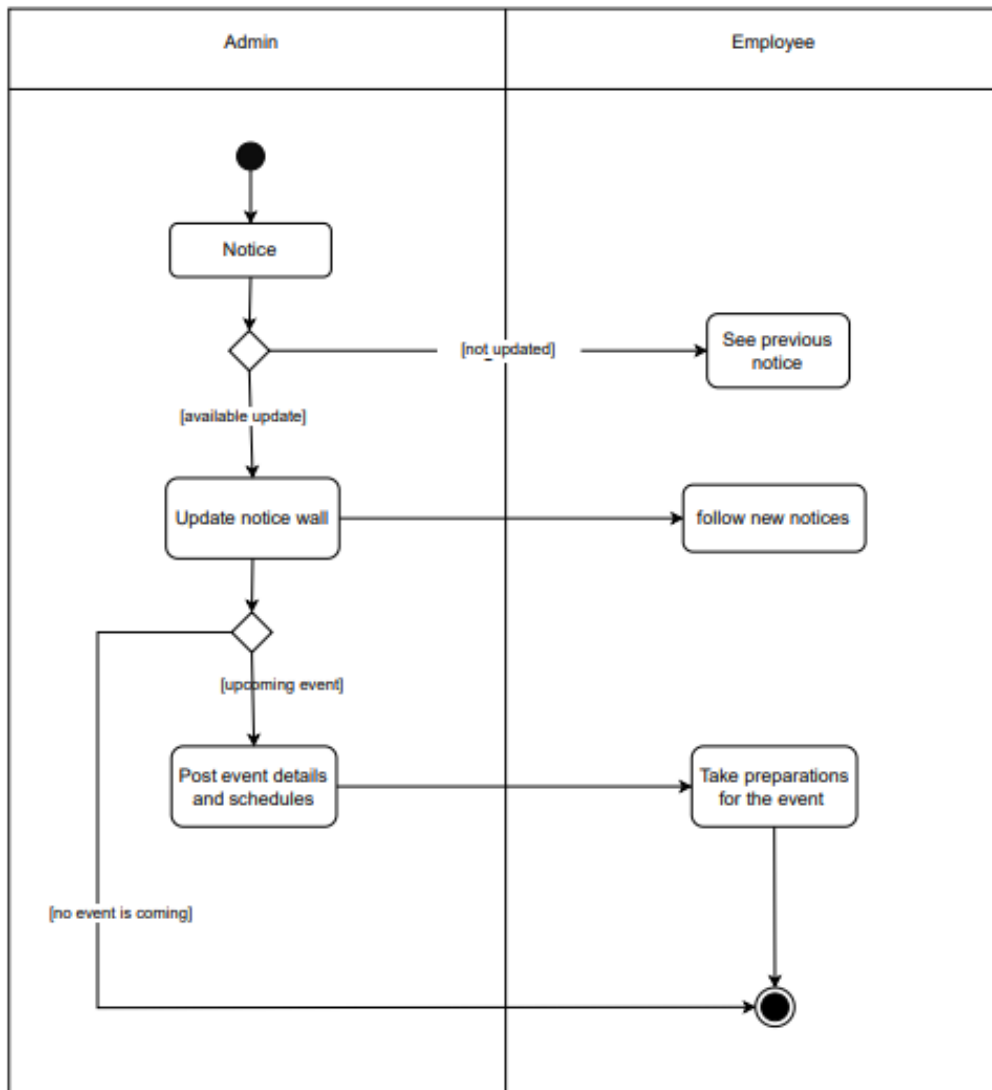 Admin
Employee
Notice
[not updated]
See previous
notice
[available update]
Update notice wall
follow new notices
[upcoming event]
Post event details
and schedules
Take preparations
for the event
[no event is coming]